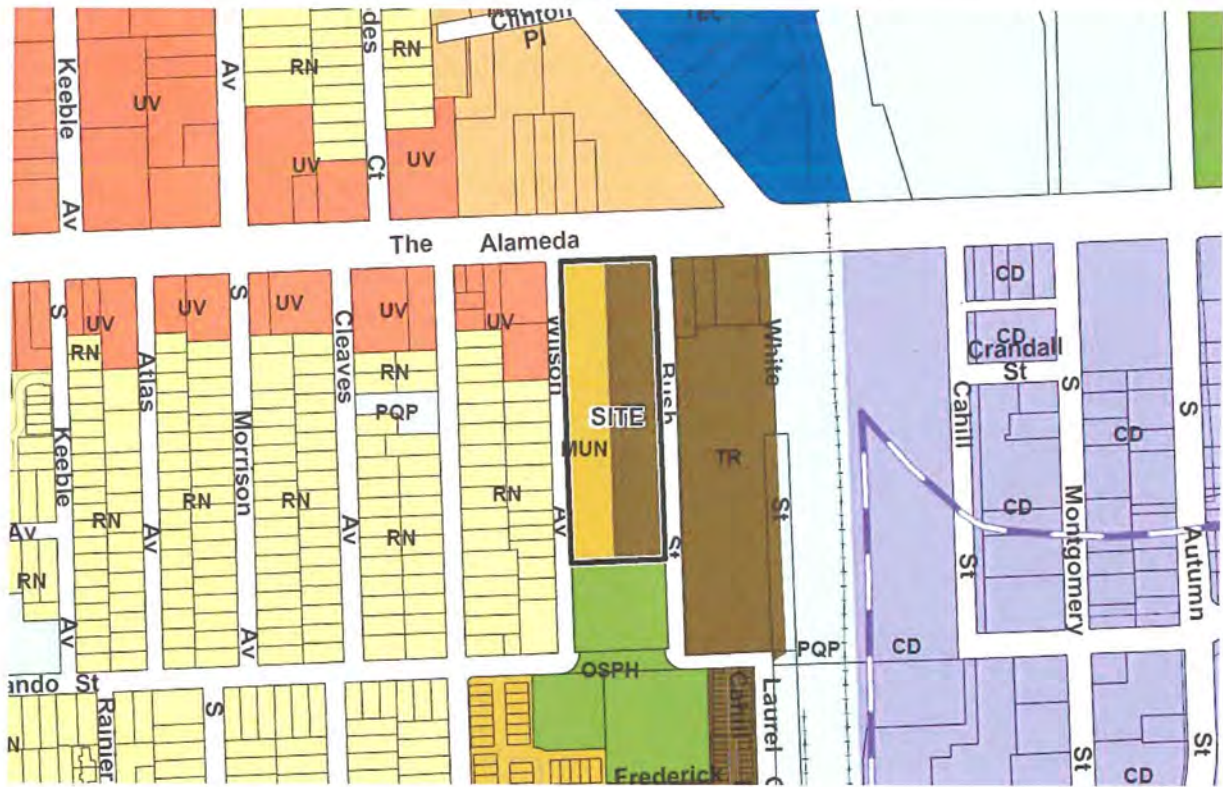 Clinton
Pl
des
Ct
RN
RN
Keeble
Av
UV
Av
UV
UV
The Alameda
S
UV
UV
S
UV
UV
UV
RN
Atlas
Av
Keeble
Av
Av
RN
RN
RN
Morrison
Av
RN
Cleaves
Av
RN
PQP
RN
RN
Wilson
Av
MUN
SITE
Rush
St
TR
White
St
CD
CD
Crandall
St
Cahill
St
S
Montgomery
St
CD
CD
S
Autumn
St
PQP
CD
CD
OSPH
ando St
Rainier
S
Cahill
Laurel
Frederick